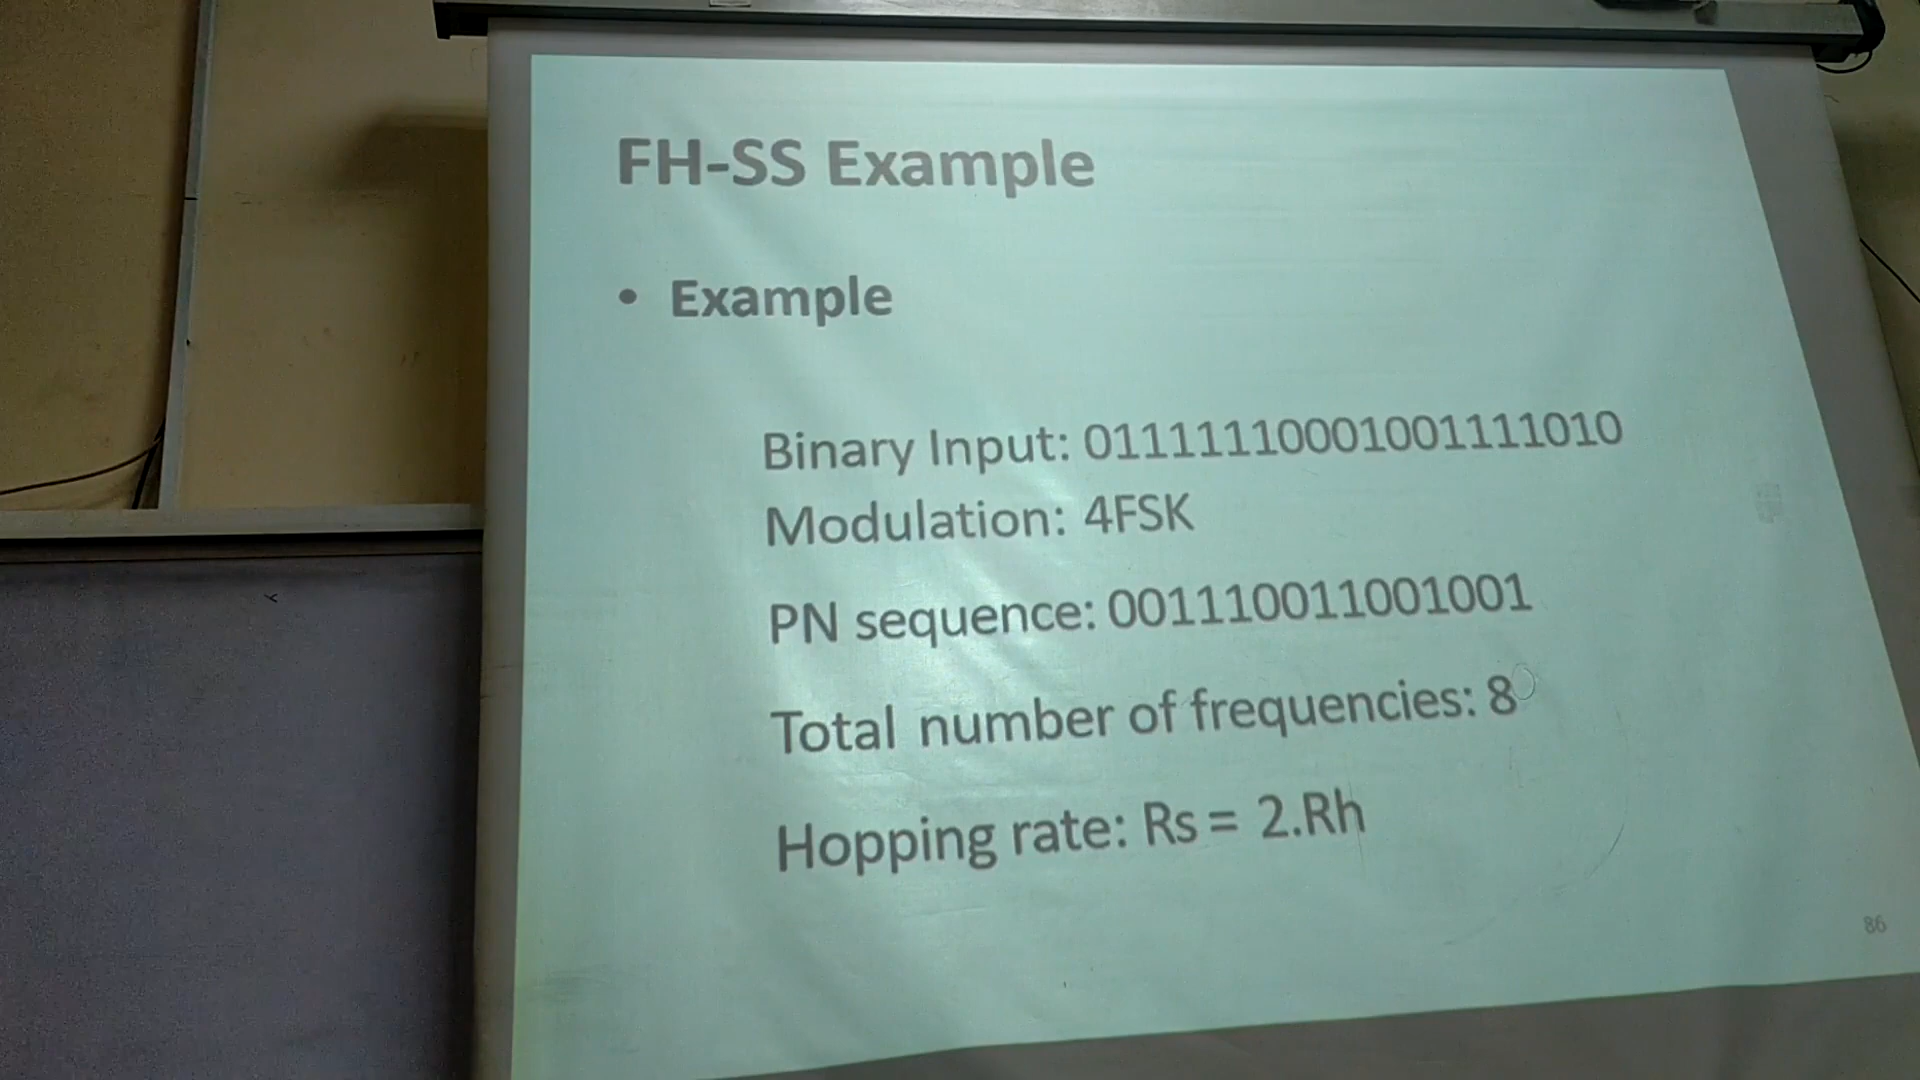 FH-SS Example
• Example
Binary Input: 01111110001001111010
Modulation: 4FSK
PN sequence: 001110011001001
Total number of frequencies: 8
Hopping rate: Rs = 2.Rh
86